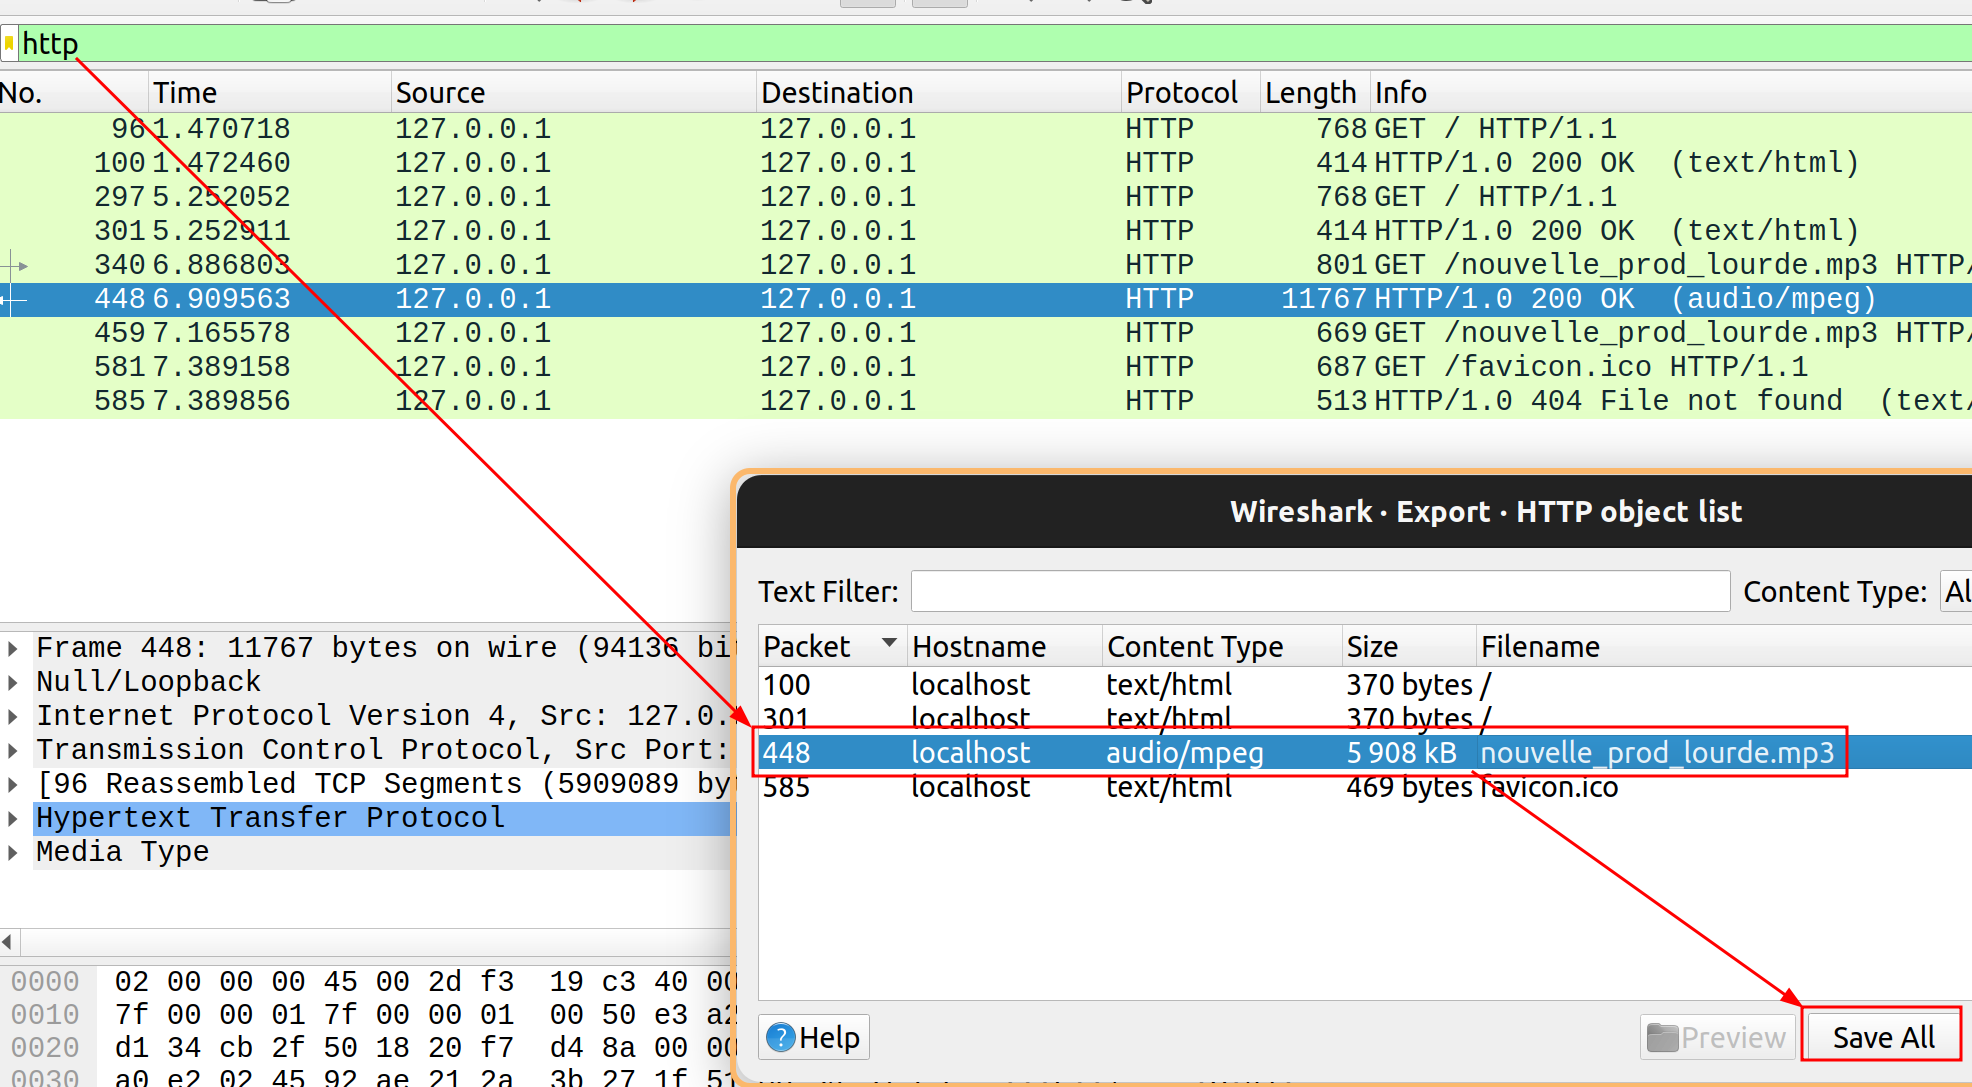 http
No. Time Source Destination Protocol Length Info
96 1.470718 127.0.0.1 127.0.0.1 HTTP 768 GET / HTTP/1.1
100 1.472460 127.0.0.1 127.0.0.1 HTTP 414 HTTP/1.0 200 OK (text/html)
297 5.252052 127.0.0.1 127.0.0.1 HTTP 768 GET / HTTP/1.1
301 5.252911 127.0.0.1 127.0.0.1 HTTP 414 HTTP/1.0 200 OK (text/html)
340 6.886803 127.0.0.1 127.0.0.1 HTTP 801 GET /nouvelle_prod_lourde.mp3 HTTP/
448 6.909563 127.0.0.1 127.0.0.1 HTTP 11767 HTTP/1.0 200 OK (audio/mpeg)
459 7.165578 127.0.0.1 127.0.0.1 HTTP 669 GET /nouvelle_prod_lourde.mp3 HTTP/
581 7.389158 127.0.0.1 127.0.0.1 HTTP 687 GET /favicon.ico HTTP/1.1
585 7.389856 127.0.0.1 127.0.0.1 HTTP 513 HTTP/1.0 404 File not found (text/
Frame 448: 11767 bytes on wire (94136 bi
Null/Loopback
Internet Protocol Version 4, Src: 127.0.
Transmission Control Protocol, Src Port:
[96 Reassembled TCP Segments (5909089 by
Hypertext Transfer Protocol
Media Type
0000 02 00 00 00 45 00 2d f3 19 c3 40 00
0010 7f 00 00 01 7f 00 00 01 00 50 e3 a2
0020 d1 34 cb 2f 50 18 20 f7 d4 8a 00 00
0030 a0 e2 02 45 92 ae 21 2a 3b 27 1f 51
Wireshark · Export · HTTP object list
Text Filter: Content Type: Al
Packet Hostname Content Type Size Filename
100 localhost text/html 370 bytes /
301 localhost text/html 370 bytes /
448 localhost audio/mpeg 5 908 kB nouvelle_prod_lourde.mp3
585 localhost text/html 469 bytes favicon.ico
Help Preview Save All